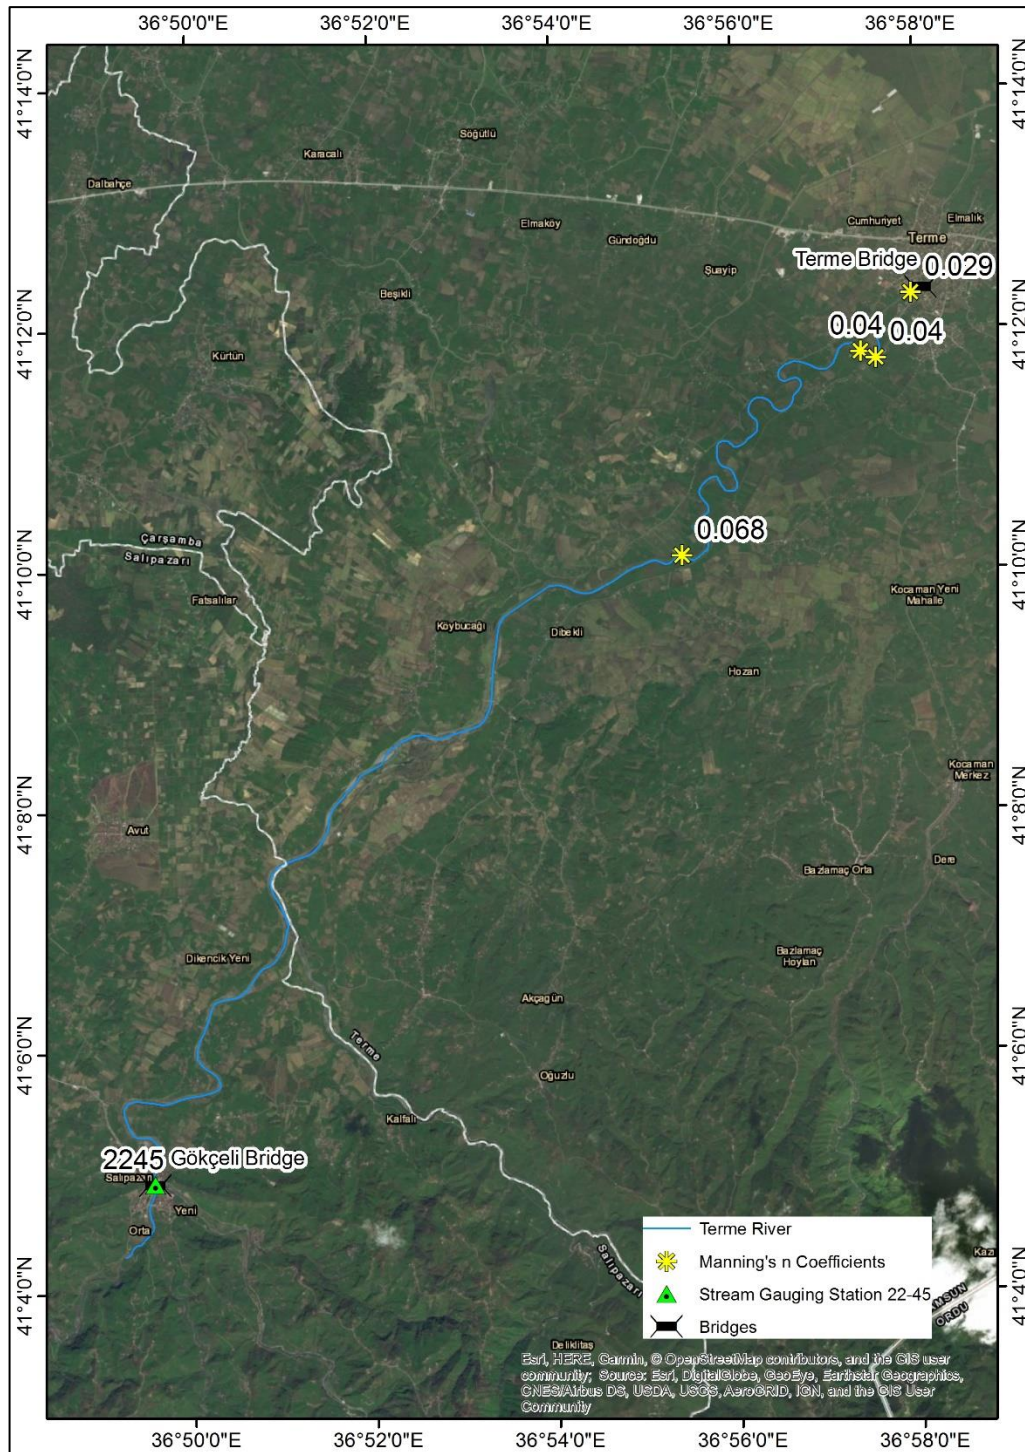 36°50'0"E 36°52'0"E 36°54'0"E 36°56'0"E 36°58'0"E
41°14'0"N 41°14'0"N
Söğütlü
Karacalı
Dalbahçe
Elmaköy
Cumhuriyet
Elmalık
Gündoğdu
Terme
Şuayip
Terme Bridge
0.029
Beşikli
41°12'0"N 41°12'0"N
0.04 0.04
Kürtün
0.068
Çarşamba
Salıpazarı
41°10'0"N 41°10'0"N
Fatsalılar
Kocaman Yeni
Mahalle
Köybucağı
Dibekli
Hozan
Kocaman
Merkez
41°8'0"N 41°8'0"N
Avut
Dere
Bazlamaç Orta
Dikencik Yeni
Bazlamaç
Hoylan
Akçagün
41°6'0"N 41°6'0"N
Terme
Oğuzlu
Kalfalı
2245 Gökçeli Bridge
Salıpazarı
Yeni
Orta
Salıpazarı
Kazı
41°4'0"N 41°4'0"N
Terme River
Manning's n Coefficients
Stream Gauging Station 22-45
Bridges
AMSUN
ORDU
Deliklitaş
Esri, HERE, Garmin, © OpenStreetMap contributors, and the GIS user
community; Source: Esri, DigitalGlobe, GeoEye, Earthstar Geographics,
CNES/Airbus DS, USDA, USGS, AeroGRID, IGN, and the GIS User
Community
36°50'0"E 36°52'0"E 36°54'0"E 36°56'0"E 36°58'0"E